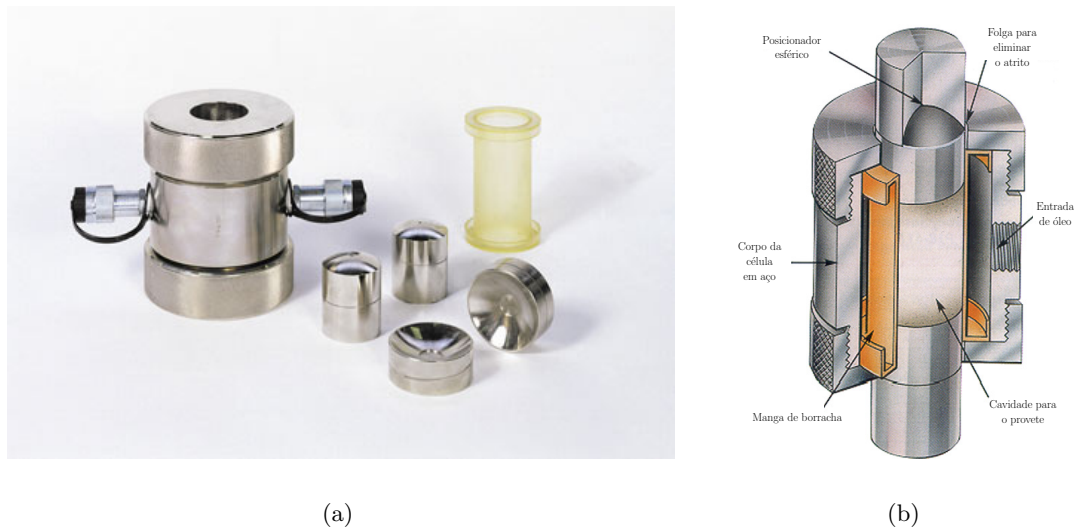 Posicionador
esférico
Folga para
eliminar
o atrito
Entrada
de óleo
Corpo da
célula
em aço
Manga de borracha
Cavidade para
o provete
(a)
(b)